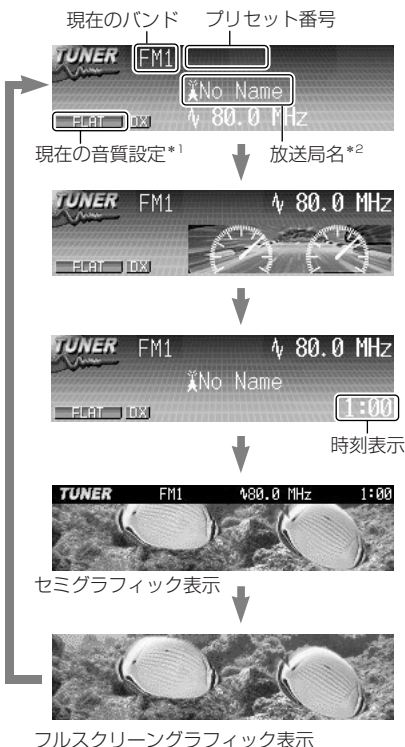 現在のバンド プリセット番号
TUNER FM1
No Name
FLAT DX 80.0 MHz
現在の音質設定*1 放送局名*2
TUNER FM1 80.0 MHz
FLAT DX
TUNER FM1 80.0 MHz
No Name
FLAT DX 1:00
時刻表示
TUNER FM1 80.0 MHz 1:00
セミグラフィック表示
フルスクリーングラフィック表示